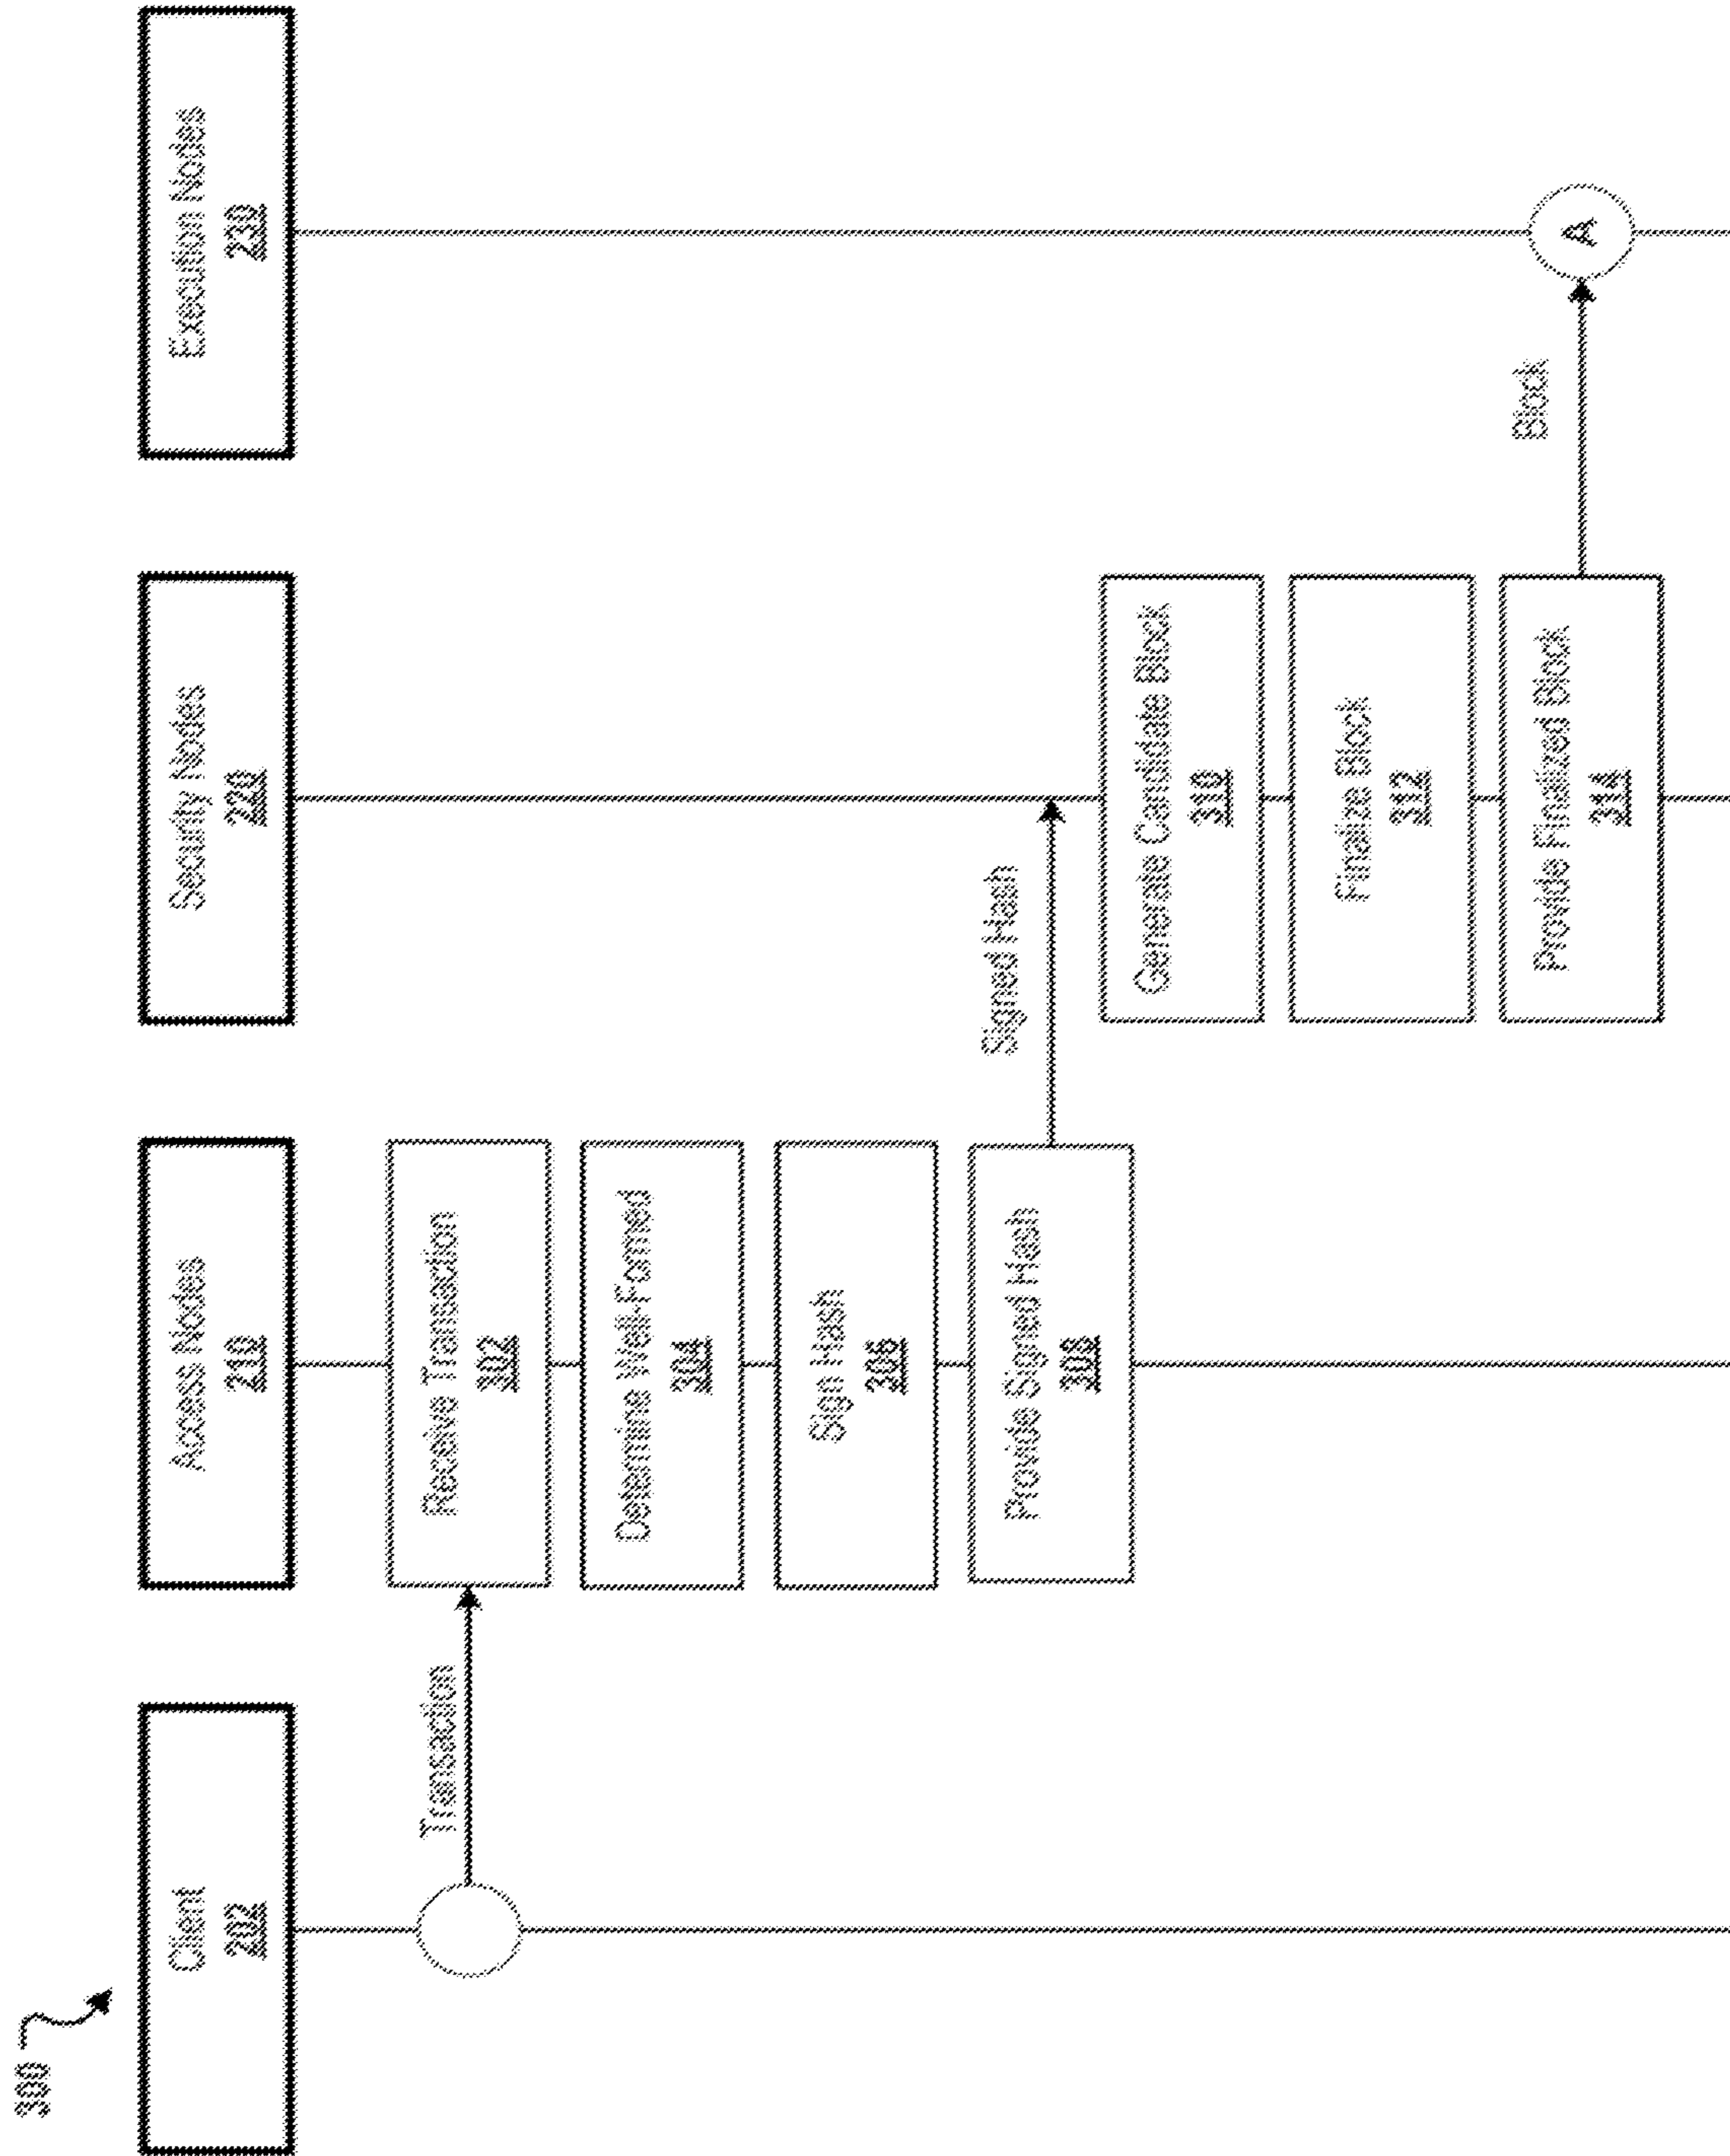 300
Client
202
Access Nodes
210
Security Nodes
220
Execution Nodes
230
Transaction
Receive Transaction
302
Determine Well-Formed
304
Sign Hash
306
Provide Signed Hash
308
Signed Hash
Generate Candidate Block
310
Finalize Block
312
Provide Finalized Block
314
Block
A